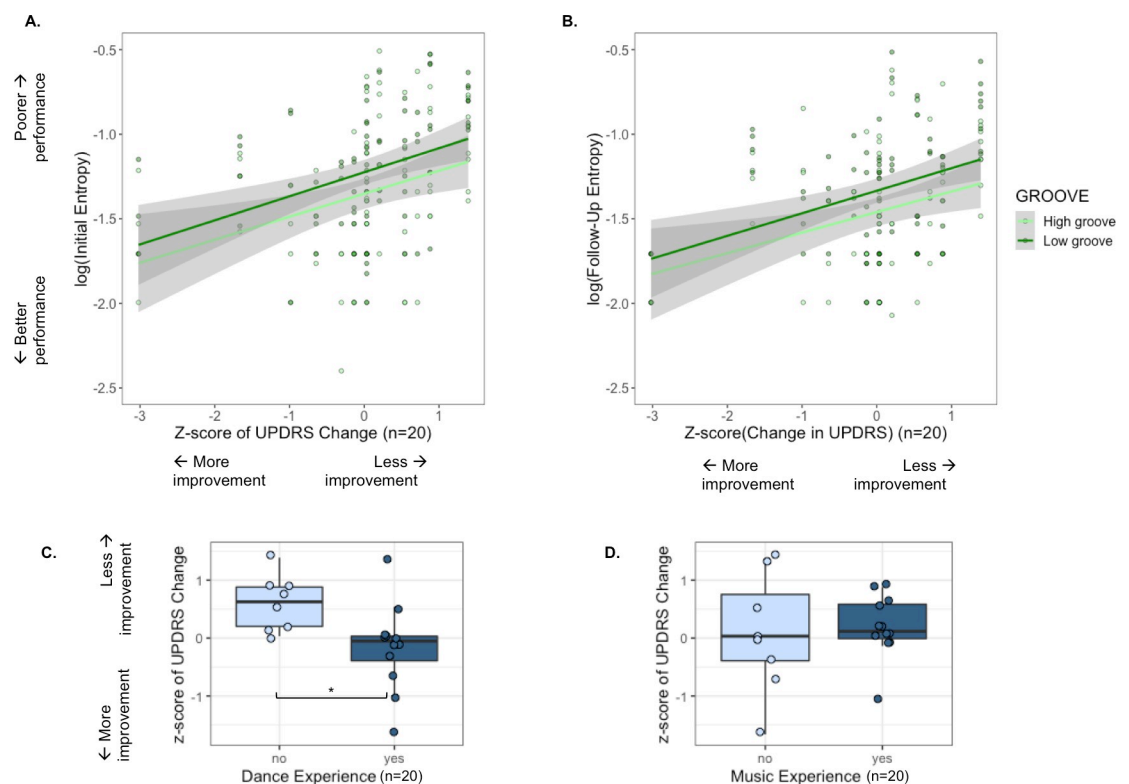 A.
Poorer →
performance
← Better
performance
log(Initial Entropy)
-0.5
-1.0
-1.5
-2.0
-2.5
-3
-2
-1
0
1
Z-score of UPDRS Change (n=20)
← More
improvement
Less →
improvement
B.
log(Follow-Up Entropy)
-0.5
-1.0
-1.5
-2.0
-2.5
-3
-2
-1
0
1
Z-score(Change in UPDRS) (n=20)
← More
improvement
Less →
improvement
GROOVE
High groove
Low groove
C.
Less →
improvement
← More
improvement
z-score of UPDRS Change
1
0
-1
*
no
yes
Dance Experience (n=20)
D.
z-score of UPDRS Change
1
0
-1
no
yes
Music Experience (n=20)